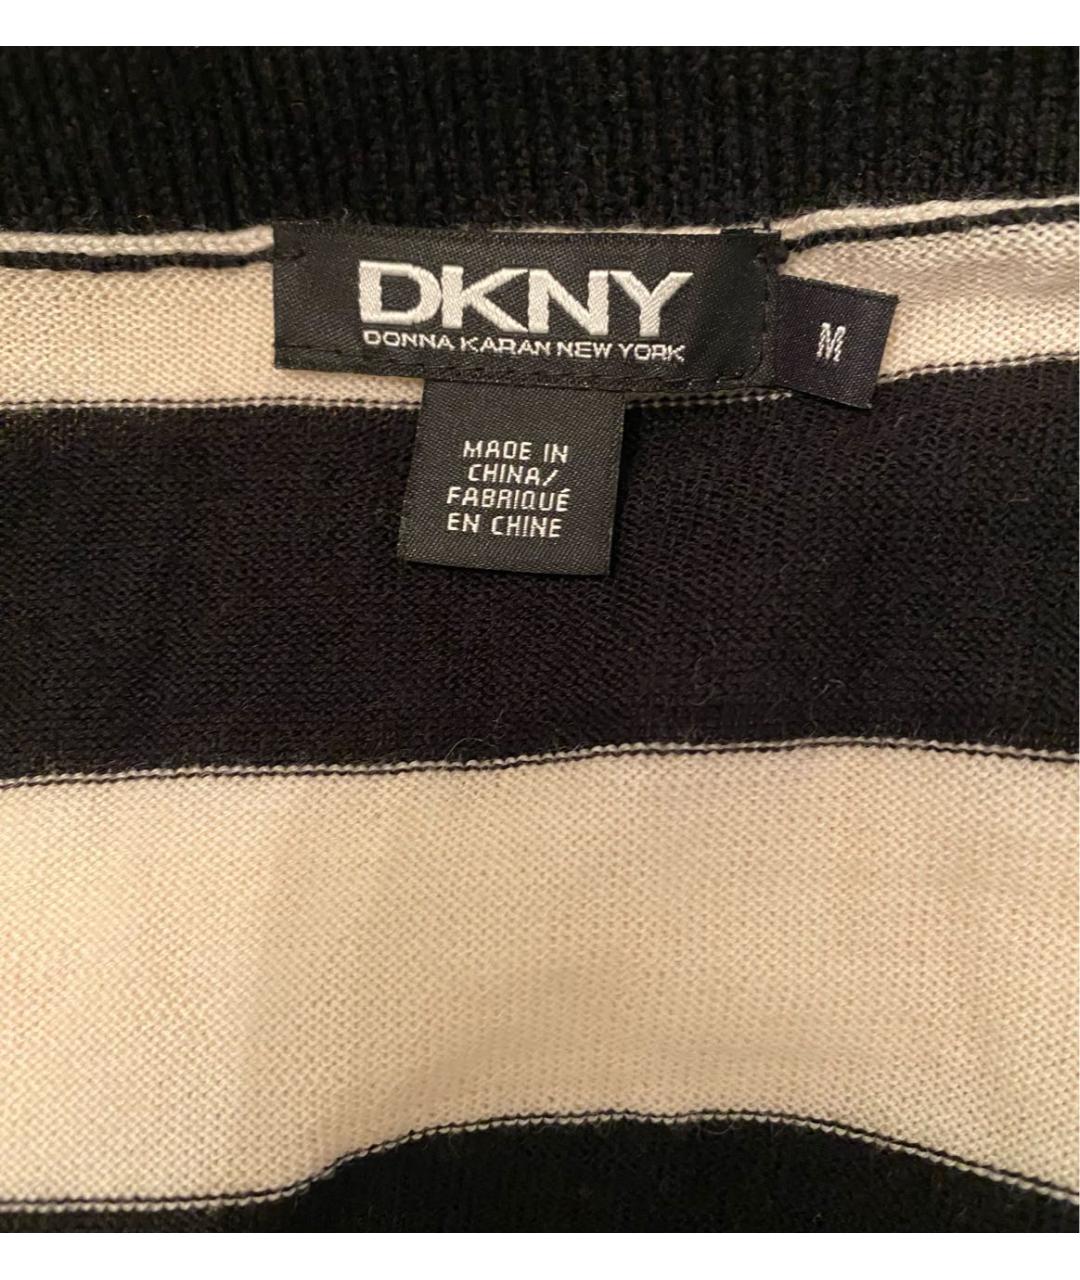 DKNY
DONNA KARAN NEW YORK
M
MADE IN
CHINA/
FABRIQUÉ
EN CHINE